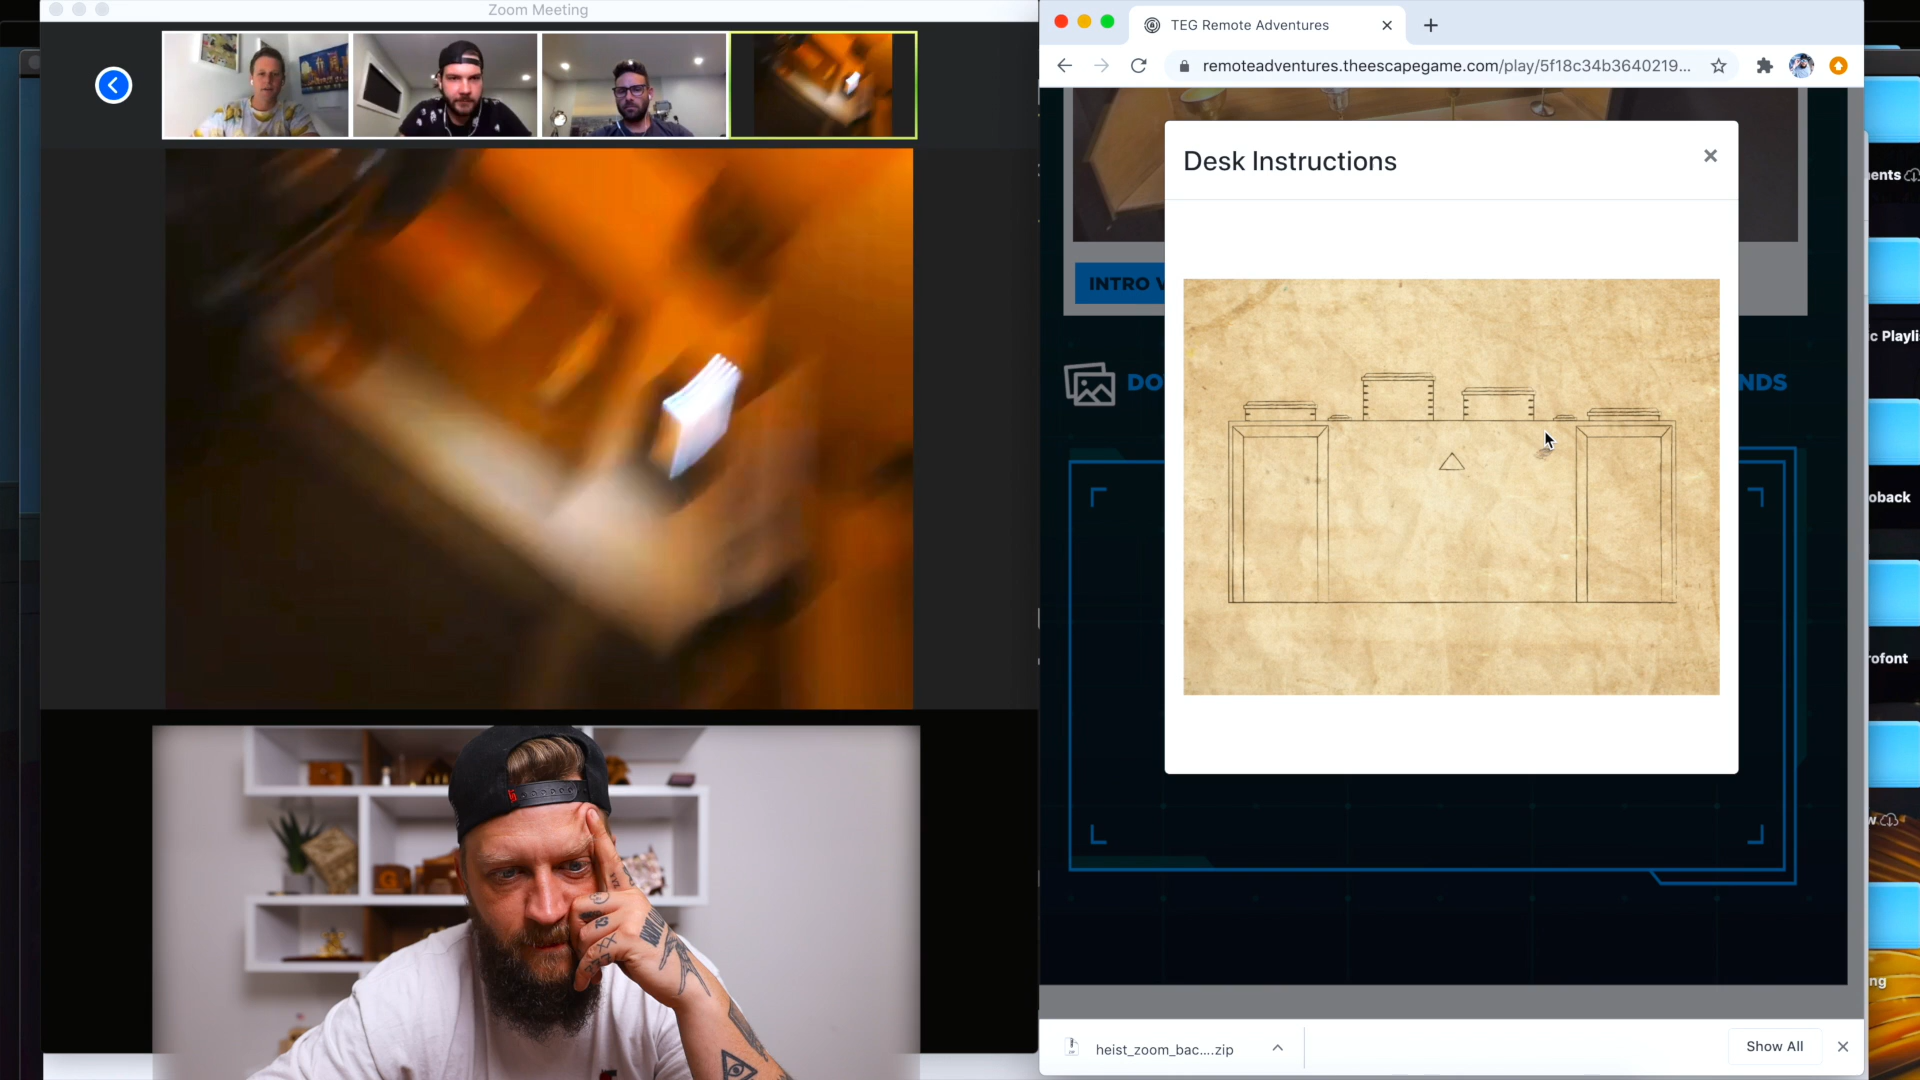 Zoom Meeting
TEG Remote Adventures
remoteadventures.theescapegame.com/play/5f18c34b3640219...
Desk Instructions
INTRO V
DO
NDS
ents
c Playli
oback
rofont
w
ng
heist_zoom_bac....zip
Show All